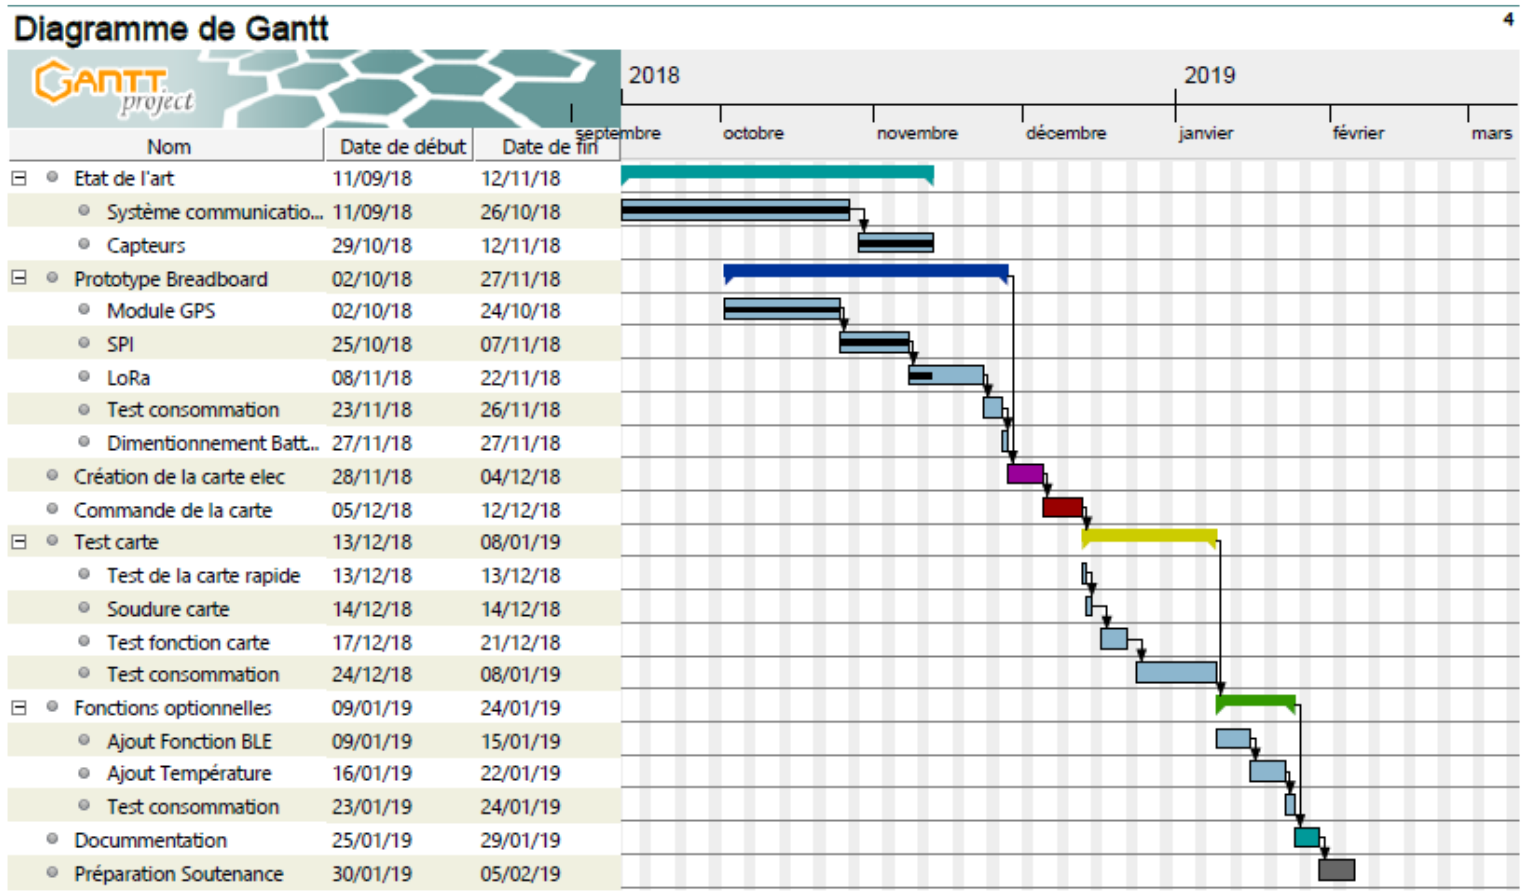 Diagramme de Gantt
4
GANTT project
2018 2019
septembre octobre novembre décembre janvier février mars
Nom Date de début Date de fin
Etat de l'art 11/09/18 12/11/18
Système communicatio... 11/09/18 26/10/18
Capteurs 29/10/18 12/11/18
Prototype Breadboard 02/10/18 27/11/18
Module GPS 02/10/18 24/10/18
SPI 25/10/18 07/11/18
LoRa 08/11/18 22/11/18
Test consommation 23/11/18 26/11/18
Dimentionnement Batt... 27/11/18 27/11/18
Création de la carte elec 28/11/18 04/12/18
Commande de la carte 05/12/18 12/12/18
Test carte 13/12/18 08/01/19
Test de la carte rapide 13/12/18 13/12/18
Soudure carte 14/12/18 14/12/18
Test fonction carte 17/12/18 21/12/18
Test consommation 24/12/18 08/01/19
Fonctions optionnelles 09/01/19 24/01/19
Ajout Fonction BLE 09/01/19 15/01/19
Ajout Température 16/01/19 22/01/19
Test consommation 23/01/19 24/01/19
Docummentation 25/01/19 29/01/19
Préparation Soutenance 30/01/19 05/02/19